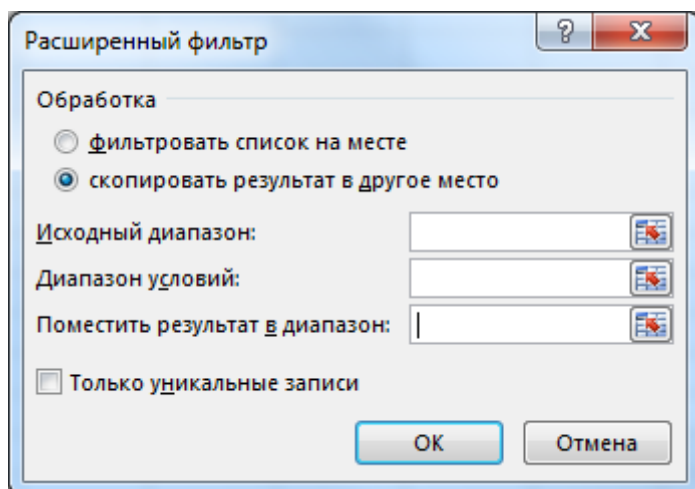 Расширенный фильтр
Обработка
фильтровать список на месте
скопировать результат в другое место
Исходный диапазон:
Диапазон условий:
Поместить результат в диапазон:
Только уникальные записи
ОК Отмена